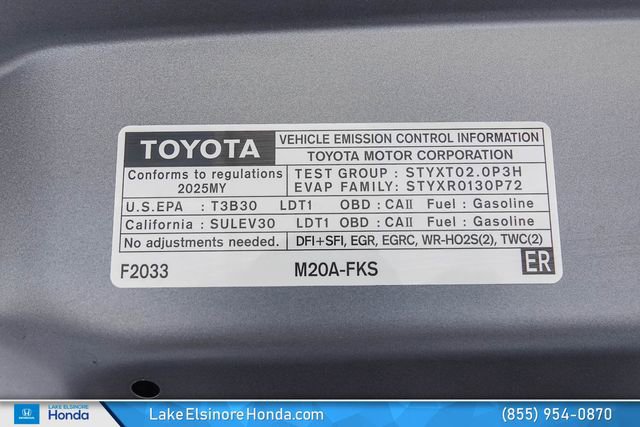 TOYOTA
VEHICLE EMISSION CONTROL INFORMATION
TOYOTA MOTOR CORPORATION
Conforms to regulations
2025MY
TEST GROUP : STYXT02.0P3H
EVAP FAMILY: STYXR0130P72
U.S.EPA : T3B30 LDT1 OBD : CAII Fuel : Gasoline
California : SULEV30 LDT1 OBD : CAII Fuel : Gasoline
No adjustments needed. DFI+SFI, EGR, EGRC, WR-HO2S(2), TWC(2)
F2033 M20A-FKS ER
HONDA
LAKE ELSINORE
Honda
LakeElsinoreHonda.com
(855) 954-0870